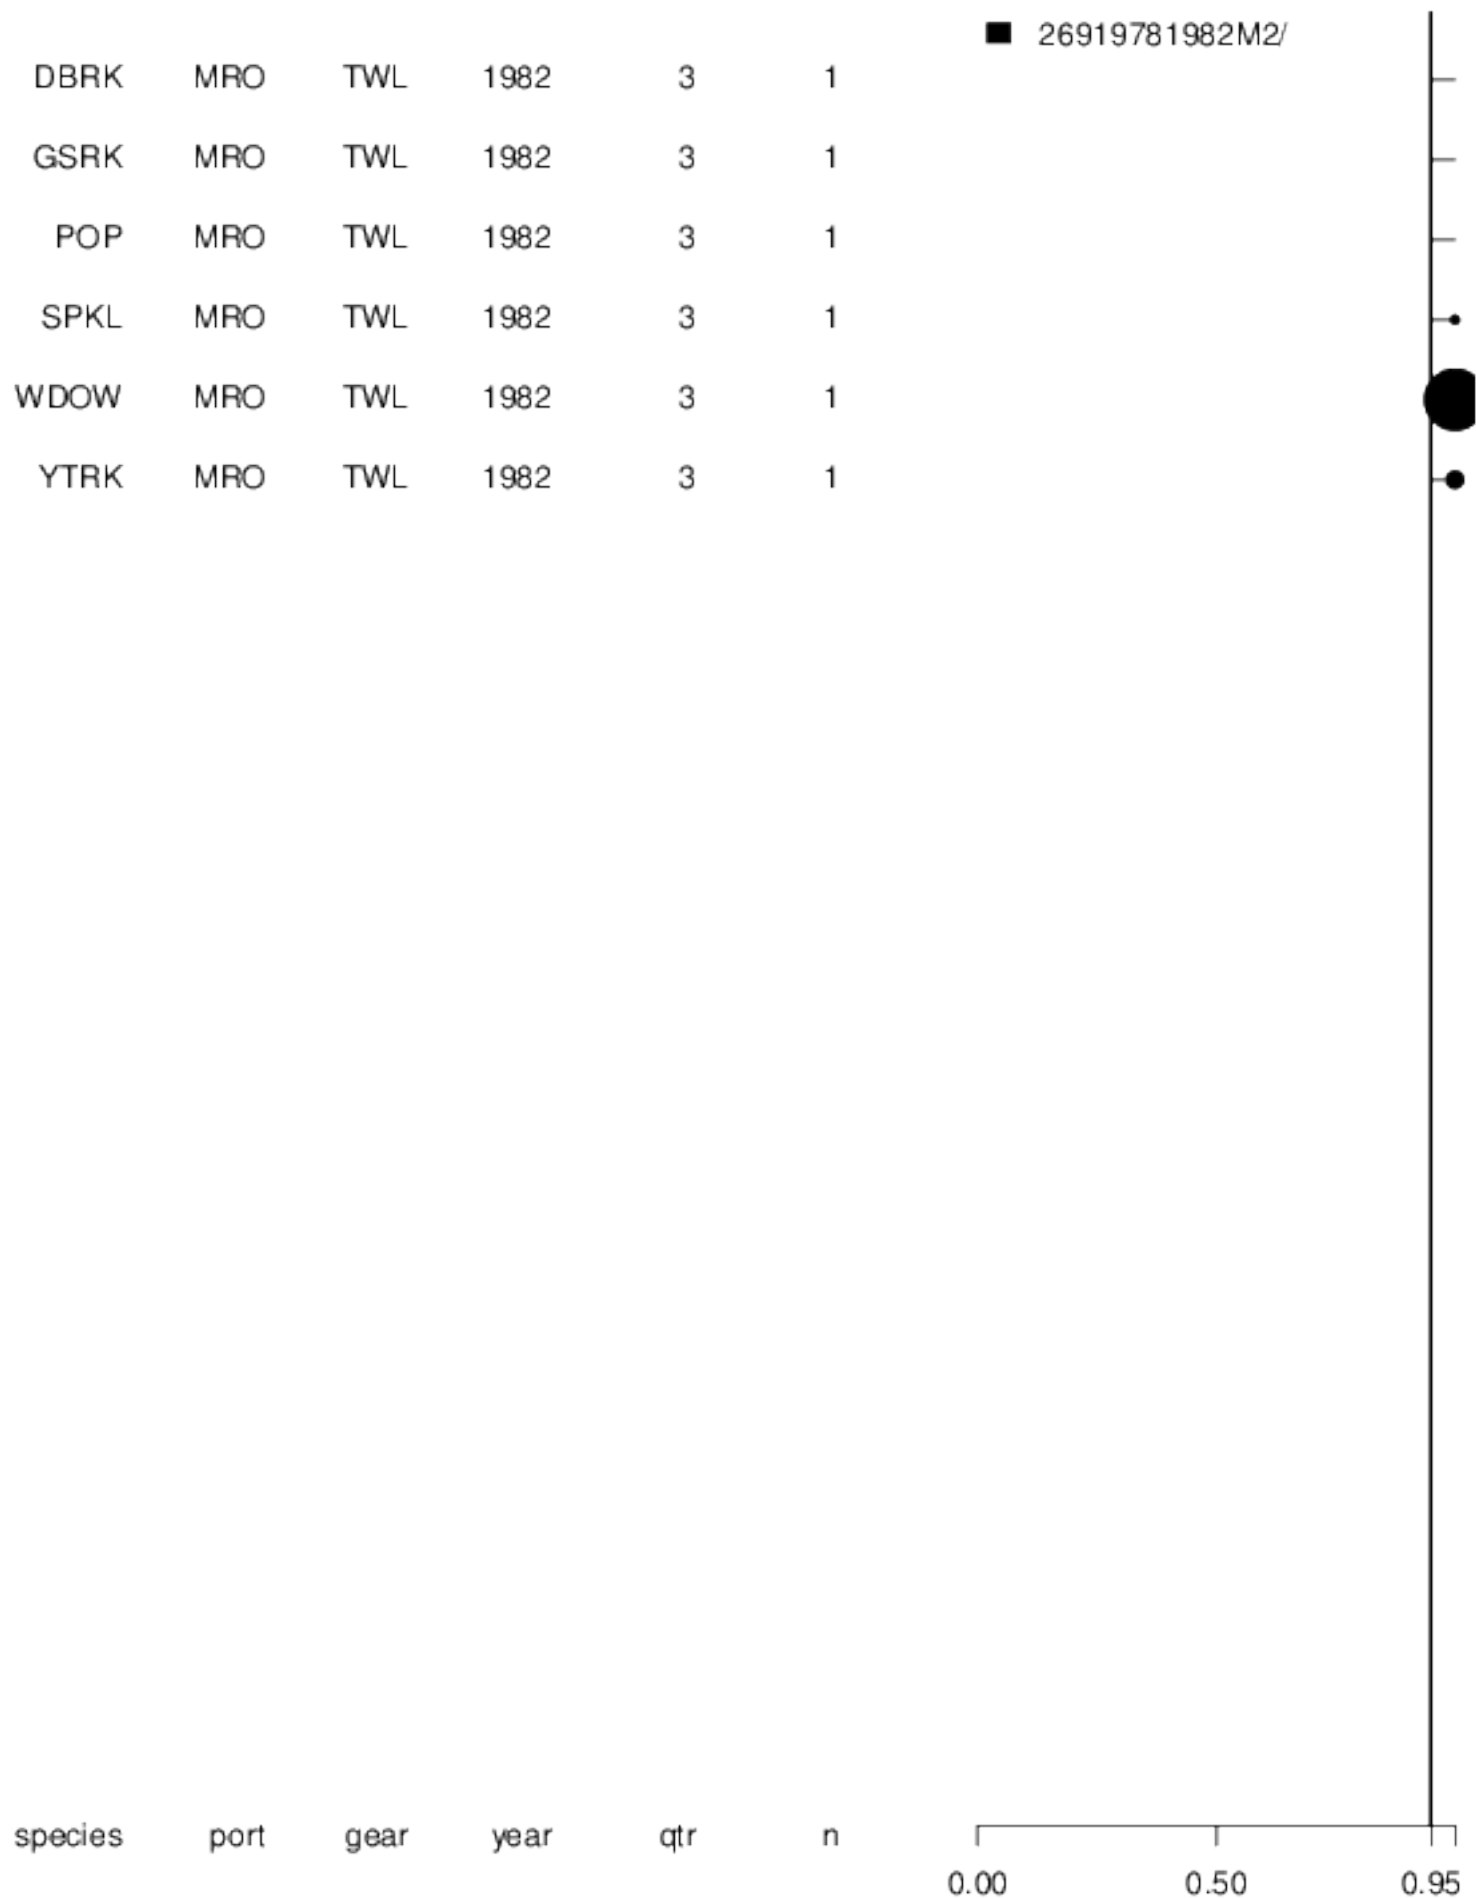 26919781982M2/
DBRK MRO TWL 1982 3 1
GSRK MRO TWL 1982 3 1
POP MRO TWL 1982 3 1
SPKL MRO TWL 1982 3 1
WDOW MRO TWL 1982 3 1
YTRK MRO TWL 1982 3 1
species port gear year qtr n
0.00 0.50 0.95